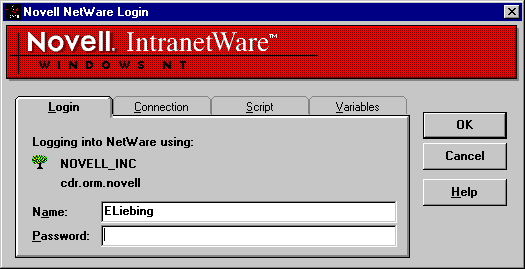 Novell NetWare Login
Novell. IntranetWare™
WINDOWS NT
Login Connection Script Variables
Logging into NetWare using:
NOVELL_INC
cdr.orm.novell
Name: ELiebing
Password:
OK
Cancel
Help